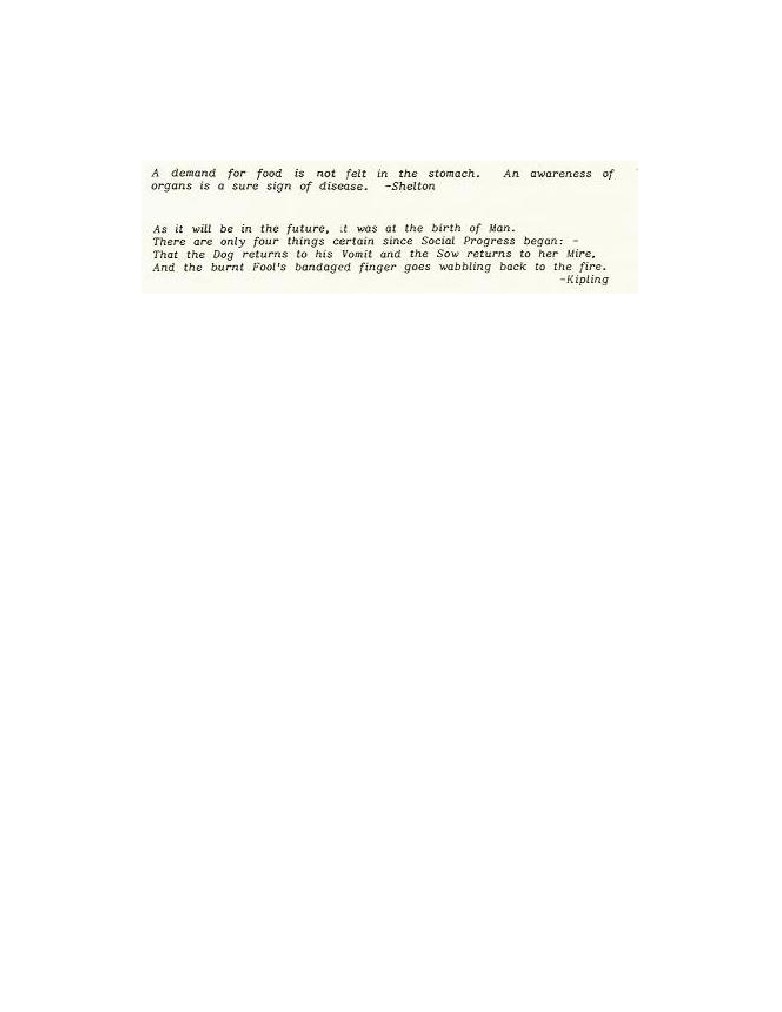 A demand for food is not felt in the stomach. An awareness of
organs is a sure sign of disease. -Shelton
As it will be in the future, it was at the birth of Man.
There are only four things certain since Social Progress began: -
That the Dog returns to his Vomit and the Sow returns to her Mire,
And the burnt Fool's bandaged finger goes wabbling back to the fire.
-Kipling